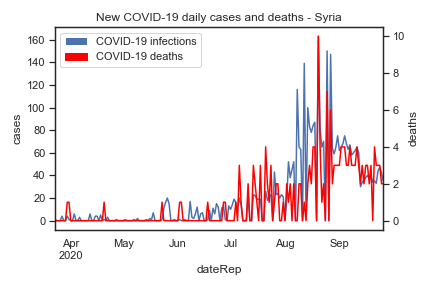 New COVID-19 daily cases and deaths - Syria
COVID-19 infections
COVID-19 deaths
160
140
120
100
80
60
40
20
0
cases
10
8
6
4
2
0
deaths
Apr May Jun Jul Aug Sep
2020
dateRep